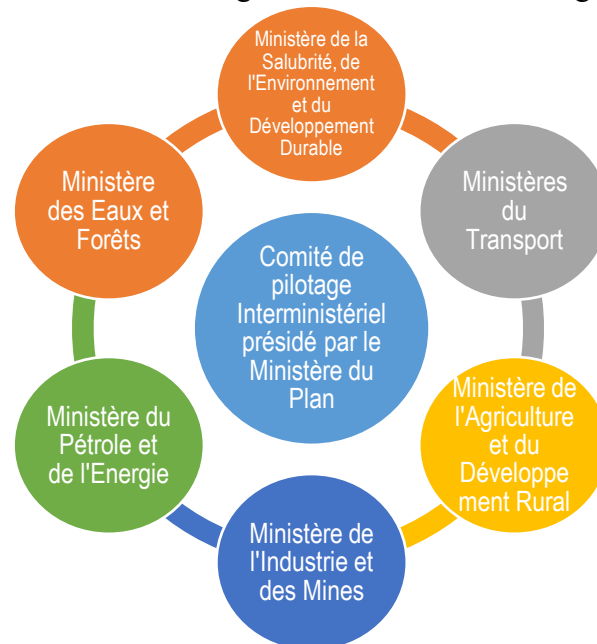 Ministère de la
Salubrité, de
l'Environnement
et du
Développement
Durable
Ministère
des Eaux et
Forêts
Ministères
du
Transport
Comité de
pilotage
Interministériel
présidé par le
Ministère du
Plan
Ministère du
Pétrole et
de l'Energie
Ministère de
l'Agriculture
et du
Développe
ment Rural
Ministère de
l'Industrie et
des Mines